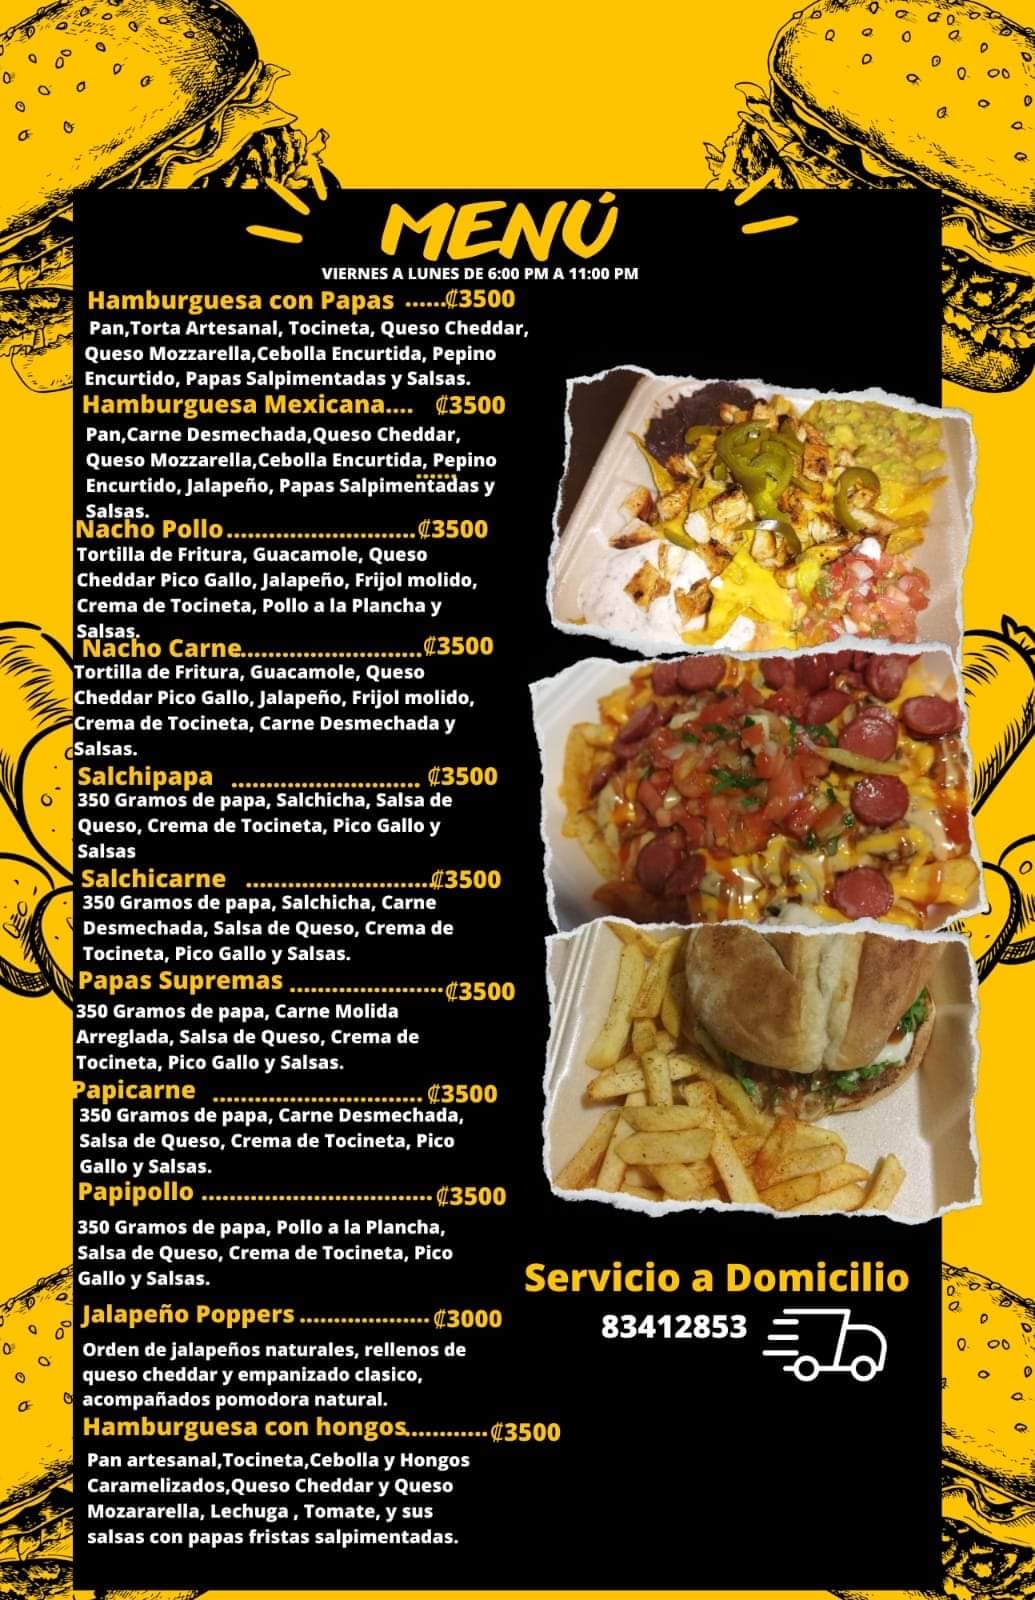 MENÚ
VIERNES A LUNES DE 6:00 PM A 11:00 PM
Hamburguesa con Papas ......₡3500
Pan,Torta Artesanal, Tocineta, Queso Cheddar,
Queso Mozzarella,Cebolla Encurtida, Pepino
Encurtido, Papas Salpimentadas y Salsas.
Hamburguesa Mexicana.... ₡3500
Pan,Carne Desmechada,Queso Cheddar,
Queso Mozzarella,Cebolla Encurtida, Pepino
Encurtido, Jalapeño, Papas Salpimentadas y
Salsas.
Nacho Pollo............................₡3500
Tortilla de Fritura, Guacamole, Queso
Cheddar Pico Gallo, Jalapeño, Frijol molido,
Crema de Tocineta, Pollo a la Plancha y
Salsas.
Nacho Carne...........................₡3500
Tortilla de Fritura, Guacamole, Queso
Cheddar Pico Gallo, Jalapeño, Frijol molido,
Crema de Tocineta, Carne Desmechada y
Salsas.
Salchipapa ............................ ₡3500
350 Gramos de papa, Salchicha, Salsa de
Queso, Crema de Tocineta, Pico Gallo y
Salsas
Salchicarne ............................₡3500
350 Gramos de papa, Salchicha, Carne
Desmechada, Salsa de Queso, Crema de
Tocineta, Pico Gallo y Salsas.
Papas Supremas .......................₡3500
350 Gramos de papa, Carne Molida
Arreglada, Salsa de Queso, Crema de
Tocineta, Pico Gallo y Salsas.
Papicarne ...............................₡3500
350 Gramos de papa, Carne Desmechada,
Salsa de Queso, Crema de Tocineta, Pico
Gallo y Salsas.
Papipollo ..................................₡3500
350 Gramos de papa, Pollo a la Plancha,
Salsa de Queso, Crema de Tocineta, Pico
Gallo y Salsas.
Jalapeño Poppers ...................₡3000
Orden de jalapeños naturales, rellenos de
queso cheddar y empanizado clasico,
acompañados pomodora natural.
Hamburguesa con hongos............₡3500
Pan artesanal,Tocineta,Cebolla y Hongos
Caramelizados,Queso Cheddar y Queso
Mozararella, Lechuga , Tomate, y sus
salsas con papas fristas salpimentadas.
Servicio a Domicilio
83412853